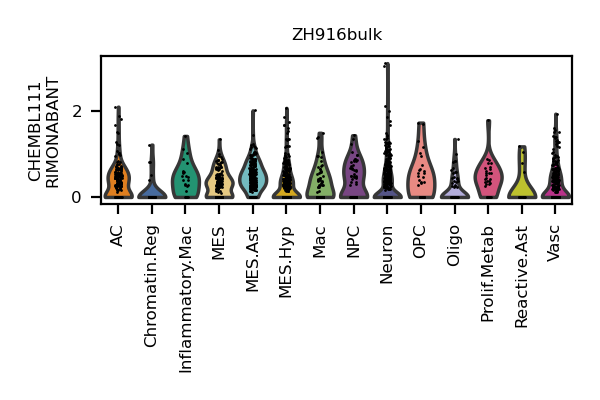 ZH916bulk
CHEMBL111
RIMONABANT
2
0
AC
Chromatin.Reg
Inflammatory.Mac
MES
MES.Ast
MES.Hyp
Mac
NPC
Neuron
OPC
Oligo
Prolif.Metab
Reactive.Ast
Vasc